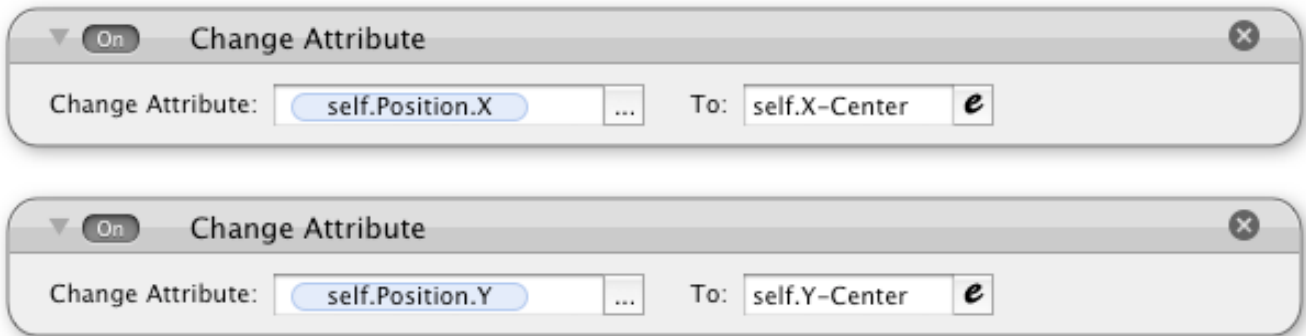 On Change Attribute
Change Attribute: self.Position.X ... To: self.X-Center e
On Change Attribute
Change Attribute: self.Position.Y ... To: self.Y-Center e